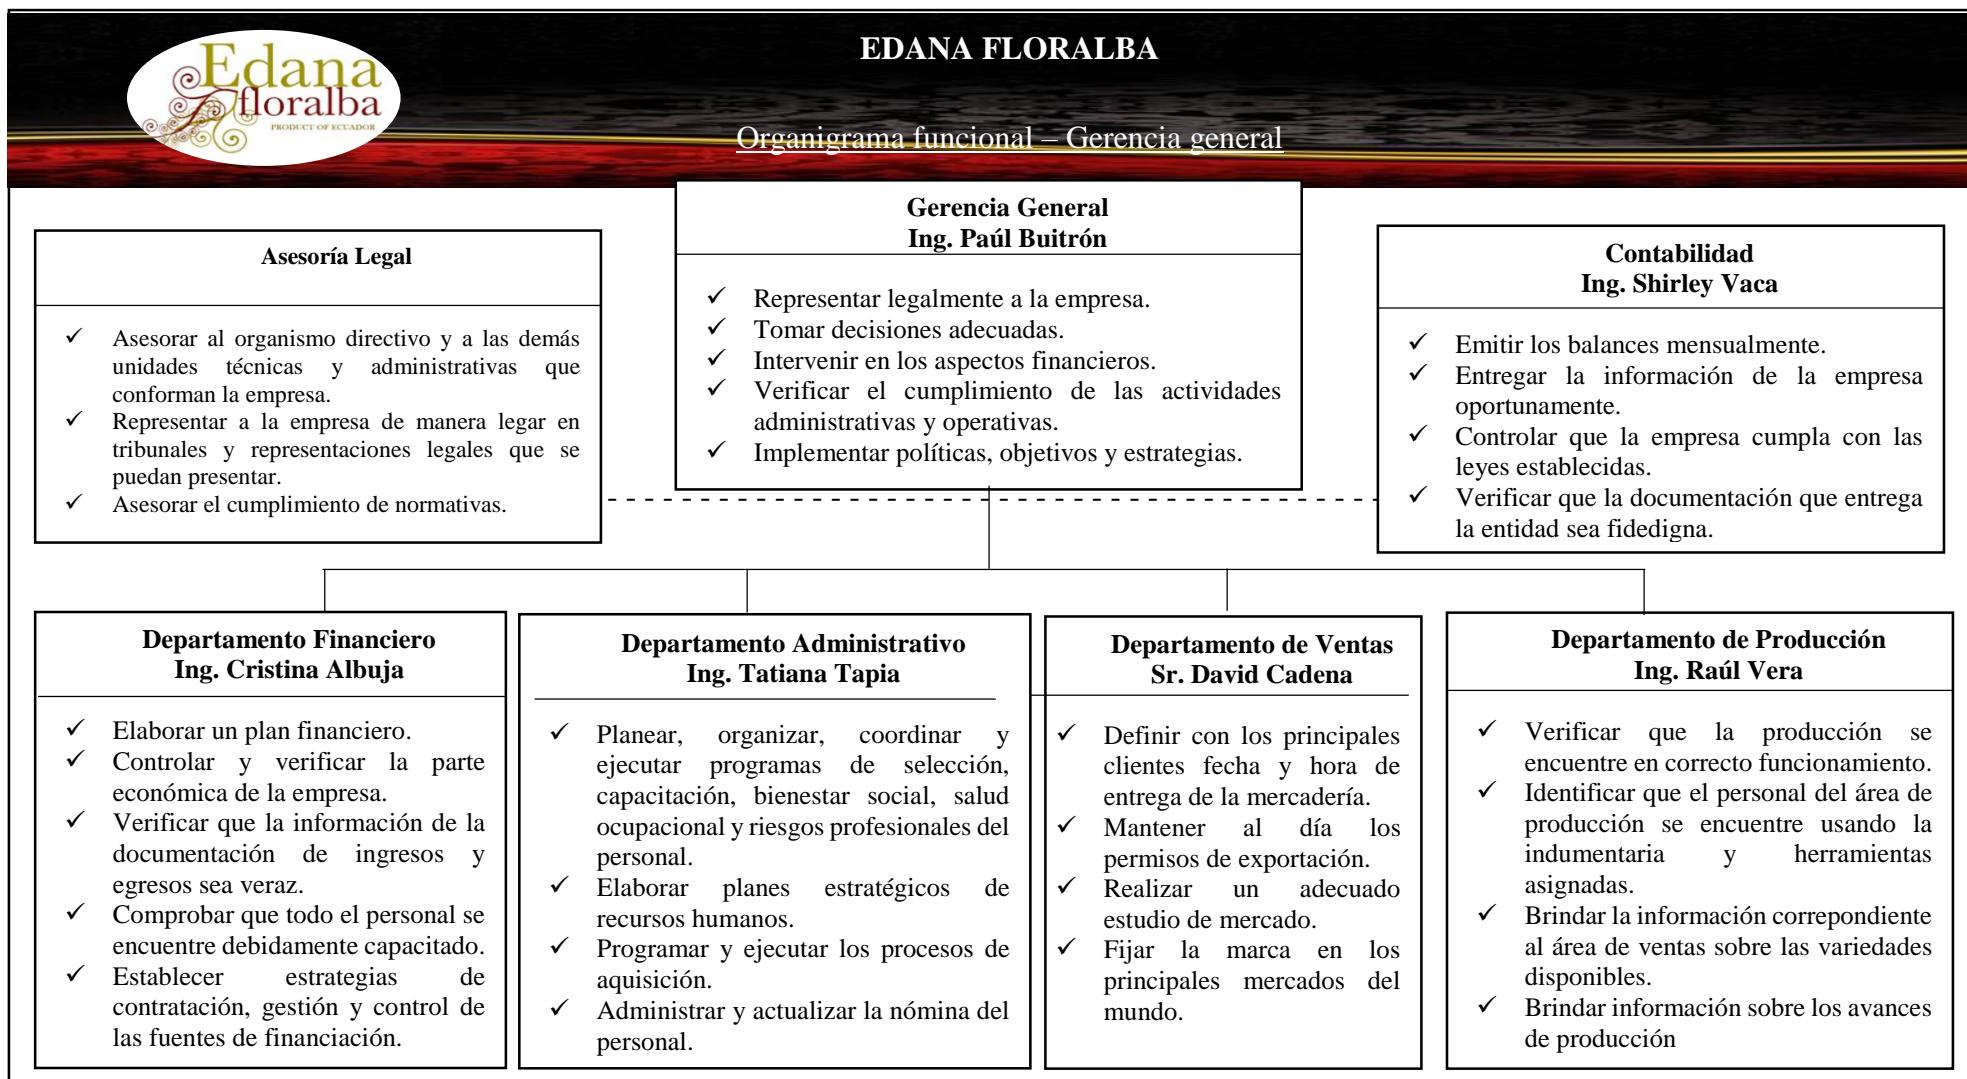 Edana
floralba
PRODUCT OF ECUADOR
EDANA FLORALBA
Organigrama funcional – Gerencia general
Gerencia General
Ing. Paúl Buitrón
✓ Representar legalmente a la empresa.
✓ Tomar decisiones adecuadas.
✓ Intervenir en los aspectos financieros.
✓ Verificar el cumplimiento de las actividades
administrativas y operativas.
✓ Implementar políticas, objetivos y estrategias.
Asesoría Legal
✓ Asesorar al organismo directivo y a las demás
unidades técnicas y administrativas que
conforman la empresa.
✓ Representar a la empresa de manera legar en
tribunales y representaciones legales que se
puedan presentar.
✓ Asesorar el cumplimiento de normativas.
Contabilidad
Ing. Shirley Vaca
✓ Emitir los balances mensualmente.
✓ Entregar la información de la empresa
oportunamente.
✓ Controlar que la empresa cumpla con las
leyes establecidas.
✓ Verificar que la documentación que entrega
la entidad sea fidedigna.
Departamento Financiero
Ing. Cristina Albuja
✓ Elaborar un plan financiero.
✓ Controlar y verificar la parte
económica de la empresa.
✓ Verificar que la información de la
documentación de ingresos y
egresos sea veraz.
✓ Comprobar que todo el personal se
encuentre debidamente capacitado.
✓ Establecer estrategias de
contratación, gestión y control de
las fuentes de financiación.
Departamento Administrativo
Ing. Tatiana Tapia
✓ Planear, organizar, coordinar y
ejecutar programas de selección,
capacitación, bienestar social, salud
ocupacional y riesgos profesionales del
personal.
✓ Elaborar planes estratégicos de
recursos humanos.
✓ Programar y ejecutar los procesos de
aquisición.
✓ Administrar y actualizar la nómina del
personal.
Departamento de Ventas
Sr. David Cadena
✓ Definir con los principales
clientes fecha y hora de
entrega de la mercadería.
✓ Mantener al día los
permisos de exportación.
✓ Realizar un adecuado
estudio de mercado.
✓ Fijar la marca en los
principales mercados del
mundo.
Departamento de Producción
Ing. Raúl Vera
✓ Verificar que la producción se
encuentre en correcto funcionamiento.
✓ Identificar que el personal del área de
producción se encuentre usando la
indumentaria y herramientas
asignadas.
✓ Brindar la información correpondiente
al área de ventas sobre las variedades
disponibles.
✓ Brindar información sobre los avances
de producción